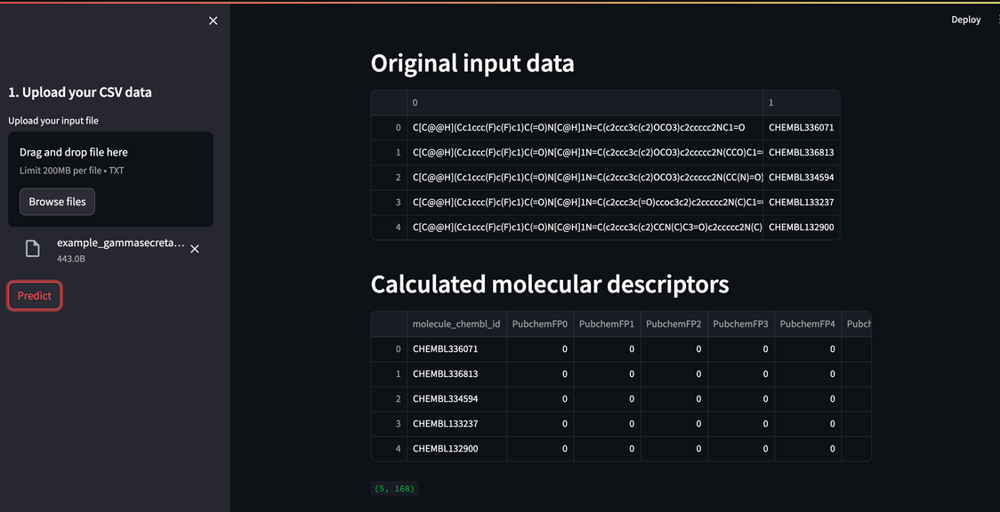 Deploy
1. Upload your CSV data
Upload your input file
Drag and drop file here
Limit 200MB per file • TXT
Browse files
example_gammasecreta...
443.0B
Predict
Original input data
0 1
0 C[C@@H](Cc1ccc(F)c(F)c1)C(=O)N[C@H]1N=C(c2ccc3c(c2)OCO3)c2ccccc2NC1=O CHEMBL336071
1 C[C@@H](Cc1ccc(F)c(F)c1)C(=O)N[C@H]1N=C(c2ccc3c(c2)OCO3)c2ccccc2N(CCO)C1= CHEMBL336813
2 C[C@@H](Cc1ccc(F)c(F)c1)C(=O)N[C@H]1N=C(c2ccc3c(c2)OCO3)c2ccccc2N(CC(N)=O) CHEMBL334594
3 C[C@@H](Cc1ccc(F)c(F)c1)C(=O)N[C@H]1N=C(c2ccc3c(=O)ccoc3c2)c2ccccc2N(C)C1= CHEMBL133237
4 C[C@@H](Cc1ccc(F)c(F)c1)C(=O)N[C@H]1N=C(c2ccc3c(c2)CCN(C)C3=O)c2ccccc2N(C) CHEMBL132900
Calculated molecular descriptors
molecule_chembl_id PubchemFP0 PubchemFP1 PubchemFP2 PubchemFP3 PubchemFP4 Pubch
0 CHEMBL336071 0 0 0 0 0
1 CHEMBL336813 0 0 0 0 0
2 CHEMBL334594 0 0 0 0 0
3 CHEMBL133237 0 0 0 0 0
4 CHEMBL132900 0 0 0 0 0
(5, 168)